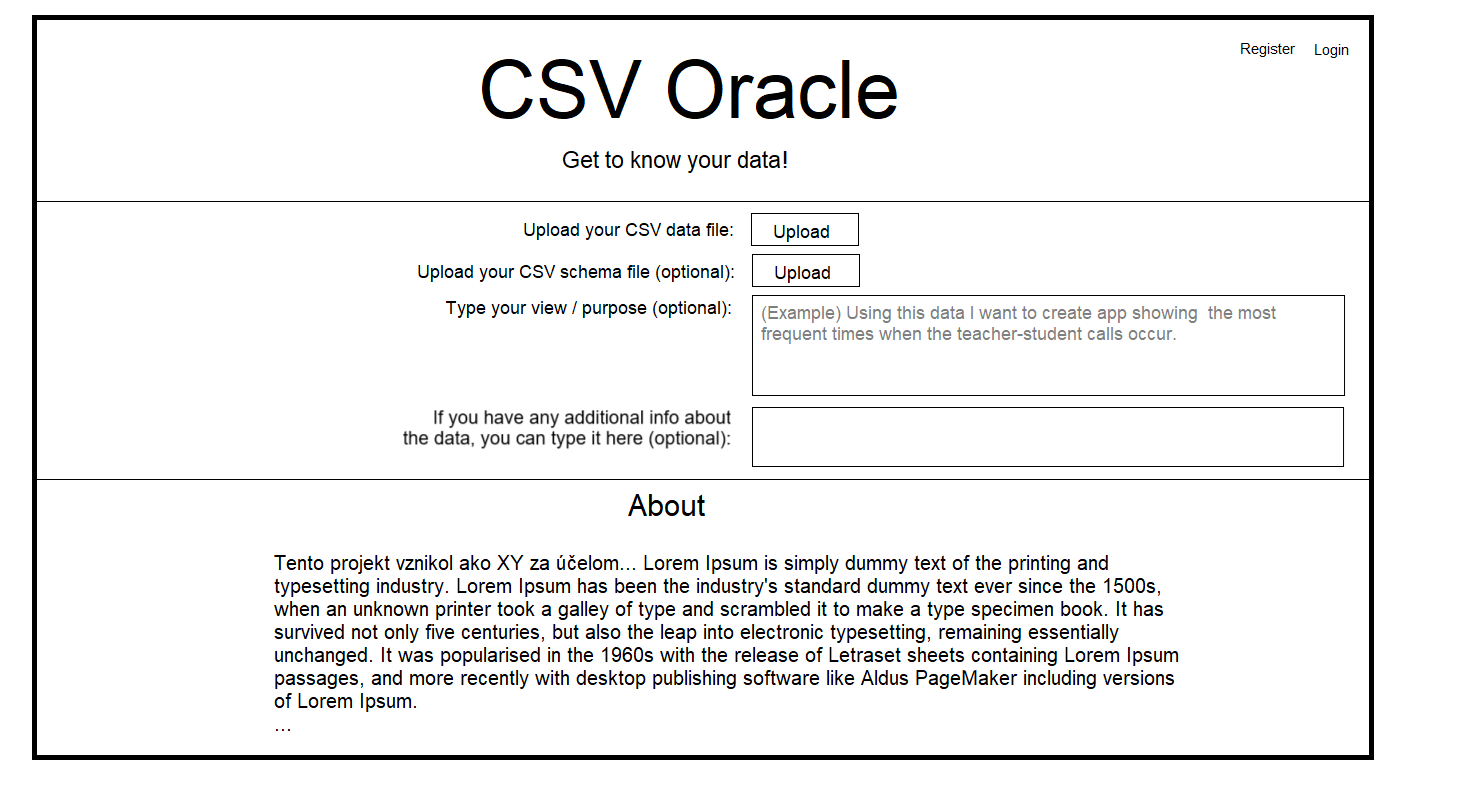 Register Login
CSV Oracle
Get to know your data!
Upload your CSV data file: Upload
Upload your CSV schema file (optional): Upload
Type your view / purpose (optional): (Example) Using this data I want to create app showing  the most
frequent times when the teacher-student calls occur.
If you have any additional info about
the data, you can type it here (optional):
About
Tento projekt vznikol ako XY za účelom... Lorem Ipsum is simply dummy text of the printing and
typesetting industry. Lorem Ipsum has been the industry's standard dummy text ever since the 1500s,
when an unknown printer took a galley of type and scrambled it to make a type specimen book. It has
survived not only five centuries, but also the leap into electronic typesetting, remaining essentially
unchanged. It was popularised in the 1960s with the release of Letraset sheets containing Lorem Ipsum
passages, and more recently with desktop publishing software like Aldus PageMaker including versions
of Lorem Ipsum.
...